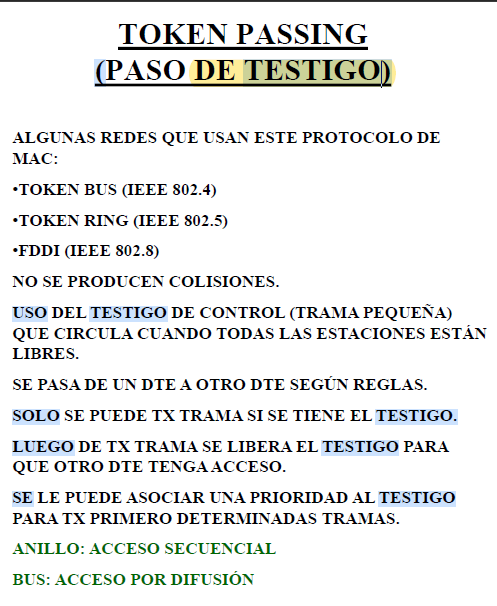 TOKEN PASSING
(PASO DE TESTIGO)
ALGUNAS REDES QUE USAN ESTE PROTOCOLO DE
MAC:
•TOKEN BUS (IEEE 802.4)
•TOKEN RING (IEEE 802.5)
•FDDI (IEEE 802.8)
NO SE PRODUCEN COLISIONES.
USO DEL TESTIGO DE CONTROL (TRAMA PEQUEÑA)
QUE CIRCULA CUANDO TODAS LAS ESTACIONES ESTÁN
LIBRES.
SE PASA DE UN DTE A OTRO DTE SEGÚN REGLAS.
SOLO SE PUEDE TX TRAMA SI SE TIENE EL TESTIGO.
LUEGO DE TX TRAMA SE LIBERA EL TESTIGO PARA
QUE OTRO DTE TENGA ACCESO.
SE LE PUEDE ASOCIAR UNA PRIORIDAD AL TESTIGO
PARA TX PRIMERO DETERMINADAS TRAMAS.
ANILLO: ACCESO SECUENCIAL
BUS: ACCESO POR DIFUSIÓN